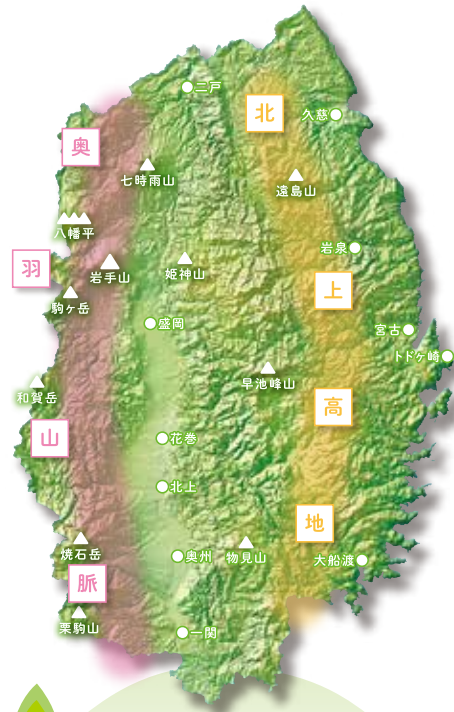 二戸
北
久慈
奥
七時雨山
遠島山
八幡平
岩泉
羽
岩手山
姫神山
上
駒ヶ岳
盛岡
宮古
トドヶ崎
早池峰山
和賀岳
高
山
花巻
北上
地
焼石岳
奥州
物見山
大船渡
脈
栗駒山
一関